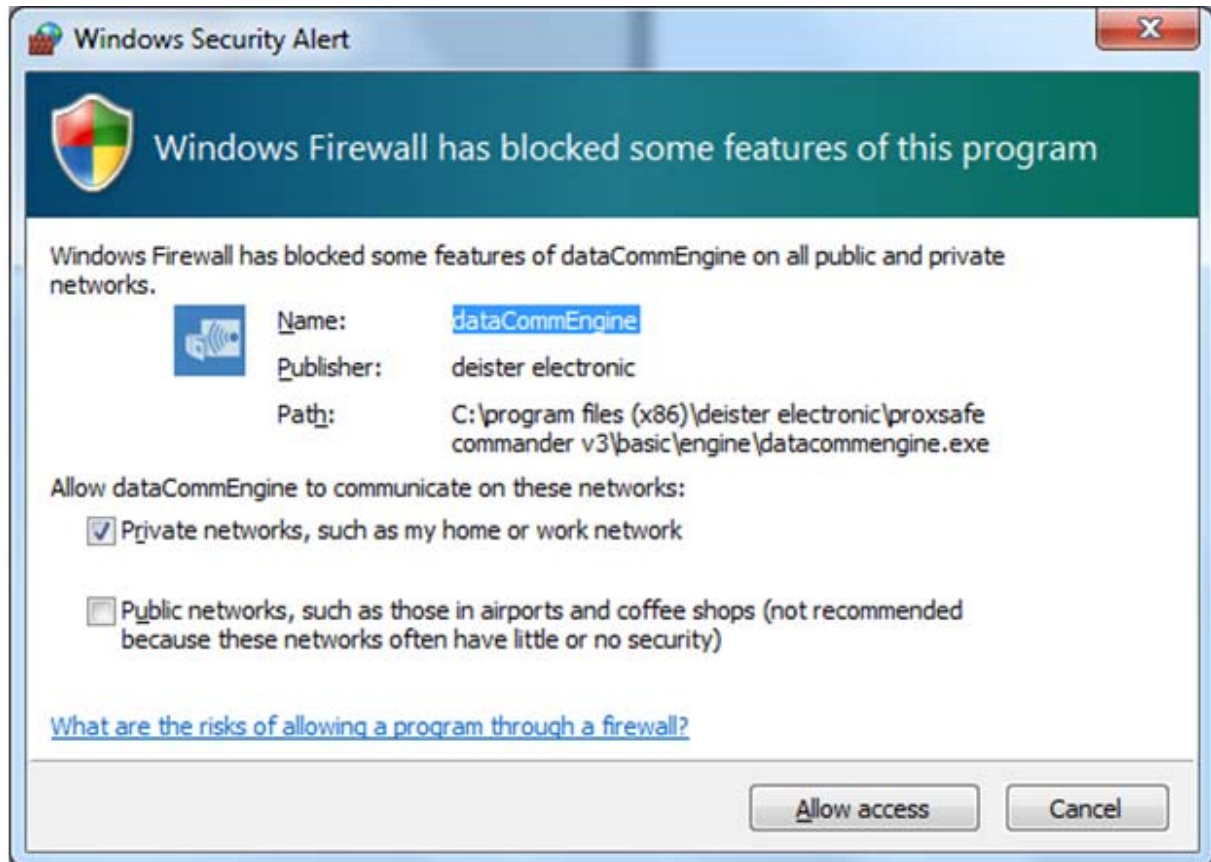 Windows Security Alert
Windows Firewall has blocked some features of this program
Windows Firewall has blocked some features of dataCommEngine on all public and private
networks.
Name: dataCommEngine
Publisher: deister electronic
Path: C:\program files (x86)\deister electronic\proxsafe
commander v3\basic\engine\datacommengine.exe
Allow dataCommEngine to communicate on these networks:
Private networks, such as my home or work network
Public networks, such as those in airports and coffee shops (not recommended
because these networks often have little or no security)
What are the risks of allowing a program through a firewall?
Allow access Cancel